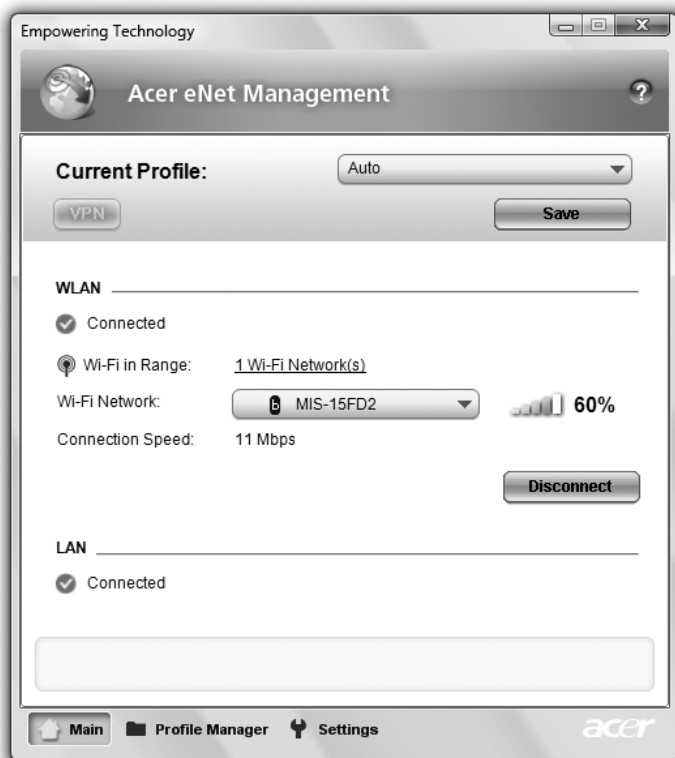 Empowering Technology
Acer eNet Management
?
Current Profile: Auto
VPN Save
WLAN
Connected
Wi-Fi in Range: 1 Wi-Fi Network(s)
Wi-Fi Network: b MIS-15FD2 60%
Connection Speed: 11 Mbps
Disconnect
LAN
Connected
Main Profile Manager Settings acer